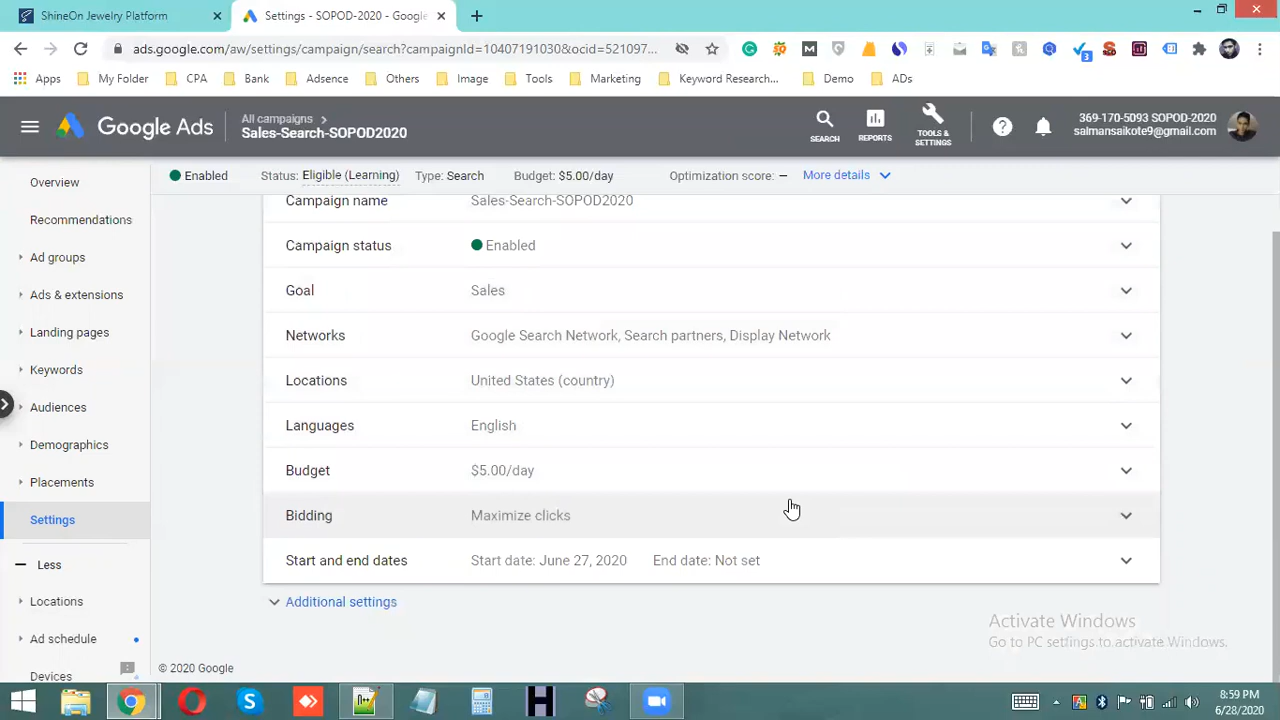 ShineOn Jewelry Platform
Settings - SOPOD-2020 - Google
ads.google.com/aw/settings/campaign/search?campaignId=10407191030&ocid=521097...
3
Apps
My Folder
CPA
Bank
Adsence
Others
Image
Tools
Marketing
Keyword Research...
Demo
ADs
Google Ads
All campaigns
Sales-Search-SOPOD2020
SEARCH
REPORTS
TOOLS &
SETTINGS
369-170-5093 SOPOD-2020
salmansaikote9@gmail.com
Enabled
Status: Eligible (Learning)
Type: Search
Budget: $5.00/day
Optimization score: –
More details
Overview
Recommendations
Ad groups
Ads & extensions
Landing pages
Keywords
Audiences
Demographics
Placements
Settings
Less
Locations
Ad schedule
Devices
Campaign name Sales-Search-SOPOD2020
Campaign status Enabled
Goal Sales
Networks Google Search Network, Search partners, Display Network
Locations United States (country)
Languages English
Budget $5.00/day
Bidding Maximize clicks
Start and end dates Start date: June 27, 2020 End date: Not set
Additional settings
Activate Windows
Go to PC settings to activate Windows.
© 2020 Google
8:59 PM
6/28/2020